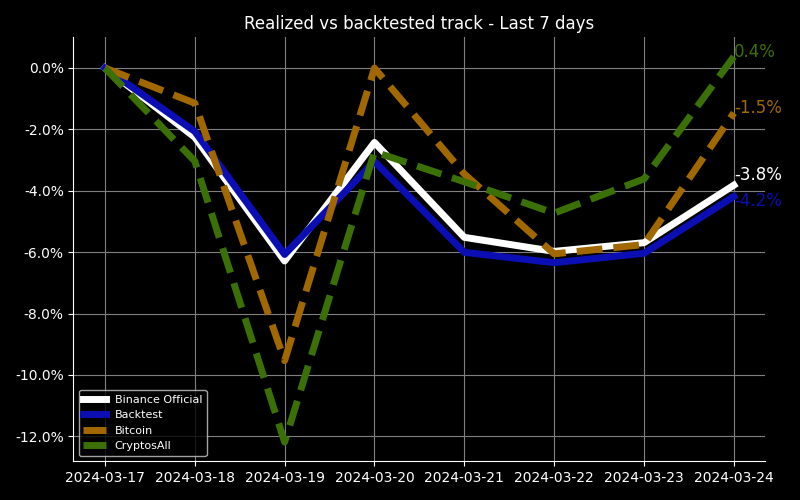 Realized vs backtested track - Last 7 days
0.0%
-2.0%
-4.0%
-6.0%
-8.0%
-10.0%
-12.0%
0.4%
-1.5%
-3.8%
-4.2%
Binance Official
Backtest
Bitcoin
CryptosAll
2024-03-17 2024-03-18 2024-03-19 2024-03-20 2024-03-21 2024-03-22 2024-03-23 2024-03-24